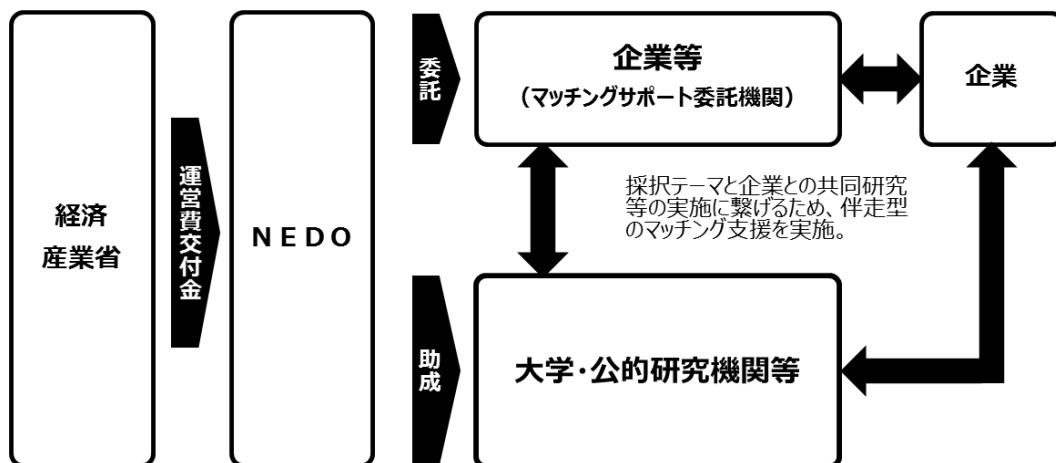 経済
産業省
運営費交付金
NEDO
委託
企業等
（マッチングサポート委託機関）
企業
採択テーマと企業との共同研究
等の実施に繋げるため、伴走型
のマッチング支援を実施。
助成
大学・公的研究機関等